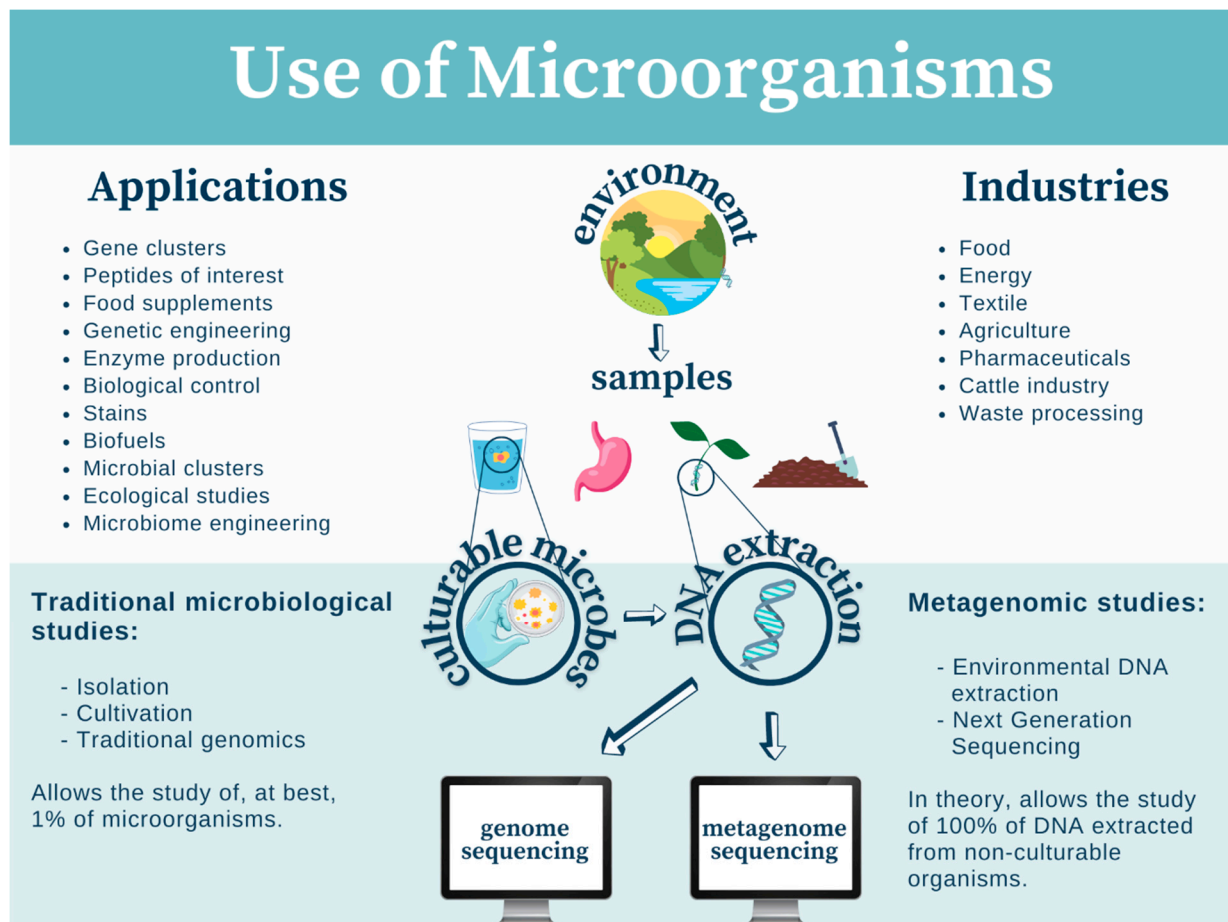 Use of Microorganisms
Applications
• Gene clusters
• Peptides of interest
• Food supplements
• Genetic engineering
• Enzyme production
• Biological control
• Stains
• Biofuels
• Microbial clusters
• Ecological studies
• Microbiome engineering
environment
samples
Industries
• Food
• Energy
• Textile
• Agriculture
• Pharmaceuticals
• Cattle industry
• Waste processing
Traditional microbiological
studies:
- Isolation
- Cultivation
- Traditional genomics
Allows the study of, at best,
1% of microorganisms.
culturable microbes
DNA extraction
genome
sequencing
metagenome
sequencing
Metagenomic studies:
- Environmental DNA
extraction
- Next Generation
Sequencing
In theory, allows the study
of 100% of DNA extracted
from non-culturable
organisms.